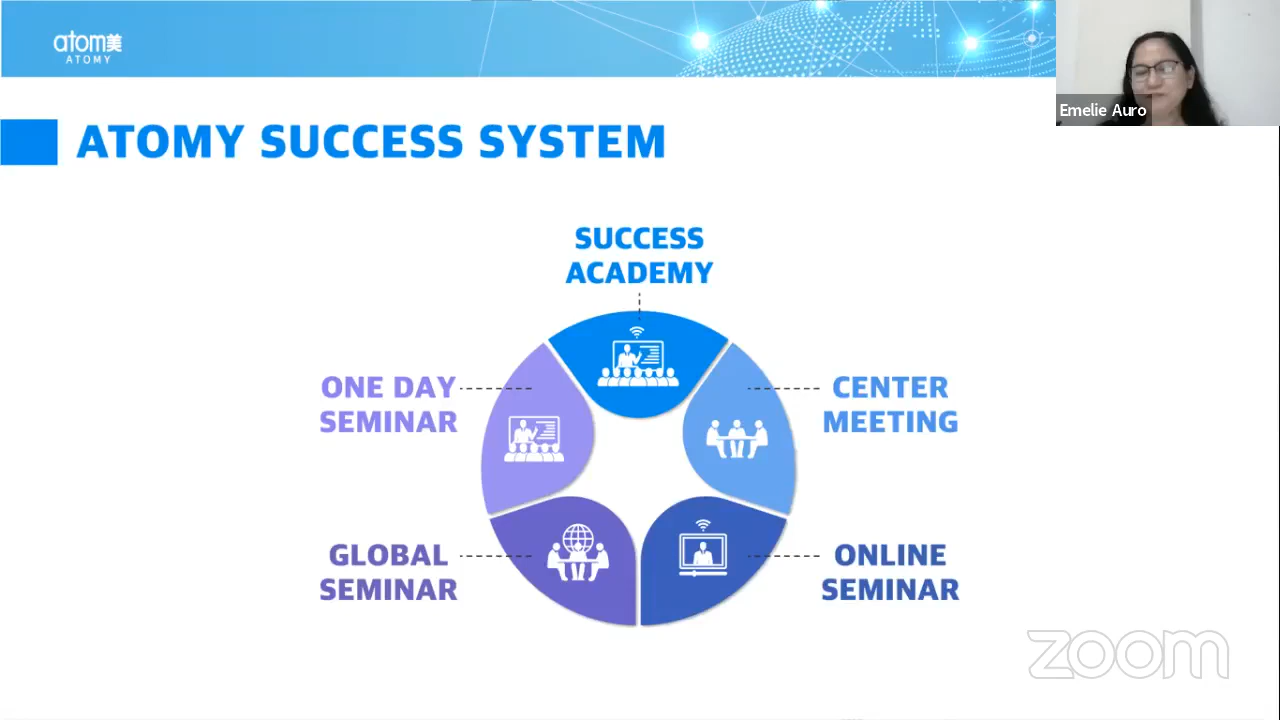 atom美
ATOMY
Emelie Auro
ATOMY SUCCESS SYSTEM
SUCCESS
ACADEMY
ONE DAY
SEMINAR
CENTER
MEETING
GLOBAL
SEMINAR
ONLINE
SEMINAR
zoom